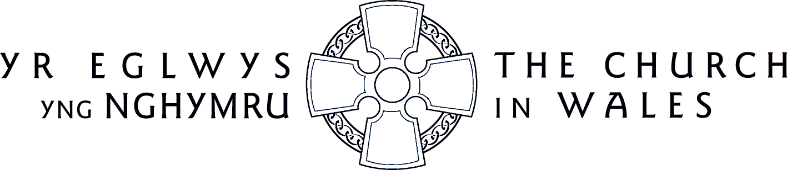 YR EGLWYS
YNG NGHYMRU
THE CHURCH
IN WALES